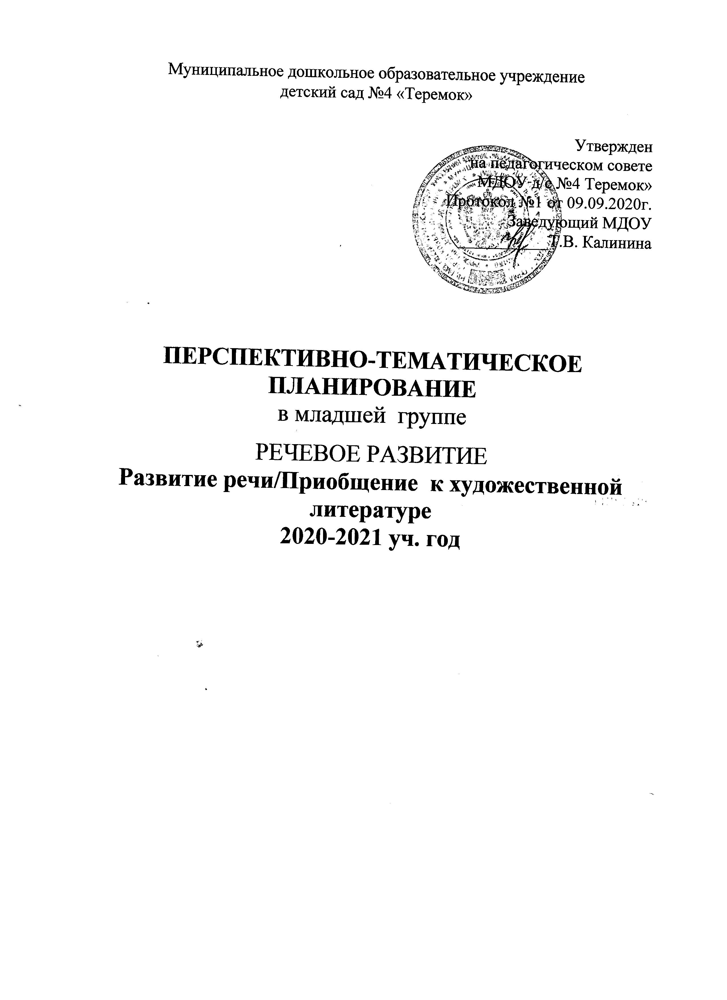 Муниципальное дошкольное образовательное учреждение
детский сад №4 «Теремок»
Утвержден
на педагогическом совете
МДОУ д/с №4 Теремок»
Протокол №1 от 09.09.2020г.
Заведующий МДОУ
Т.В. Калинина
ПЕРСПЕКТИВНО-ТЕМАТИЧЕСКОЕ
ПЛАНИРОВАНИЕ
в младшей группе
РЕЧЕВОЕ РАЗВИТИЕ
Развитие речи/Приобщение к художественной
литературе
2020-2021 уч. год